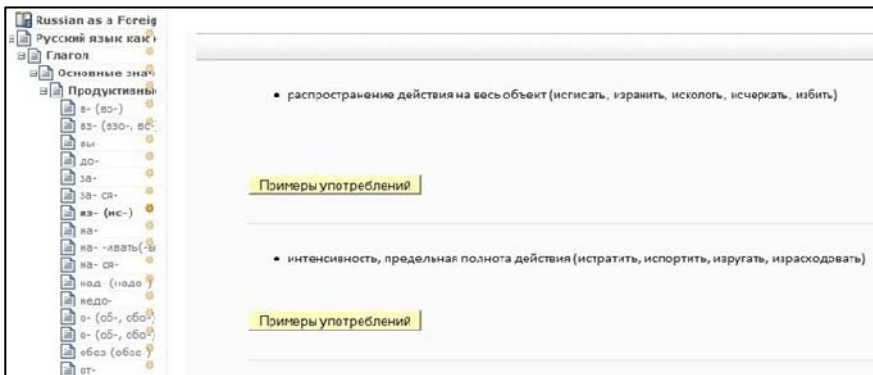 Russian as a Foreig
Русский язык как
Глагол
Основные знач
Продуктивны
в- (во-)
вз- (взо-, вс-
вы-
до-
за-
за- ся-
из- (ис-)
на-
на- -ивать(-ы
на- ся-
над (надо )
недо-
о- (об-, обо-)
о- (об-, обо-)
обез (обес )
от-
• распространение действия на весь объект (исписать, изранить, исколоть, исчеркать, избить)
Примеры употреблений
• интенсивность, предельная полнота действия (истратить, испортить, изругать, израсходовать)
Примеры употреблений